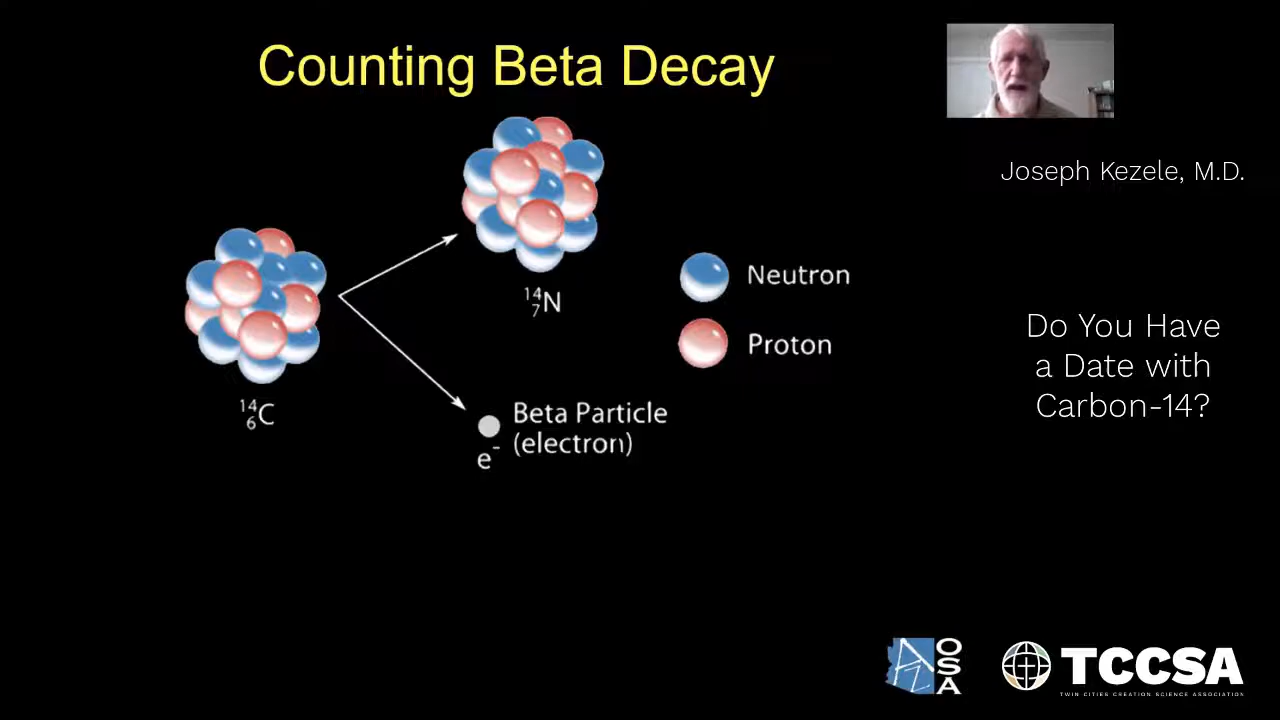 Counting Beta Decay
Joseph Kezele, M.D.
14
7N
Neutron
Proton
Do You Have
a Date with
Carbon-14?
14
6C
Beta Particle
(electron)
e-
AZ
OSA
TCCSA
TWIN CITIES CREATION SCIENCE ASSOCIATION